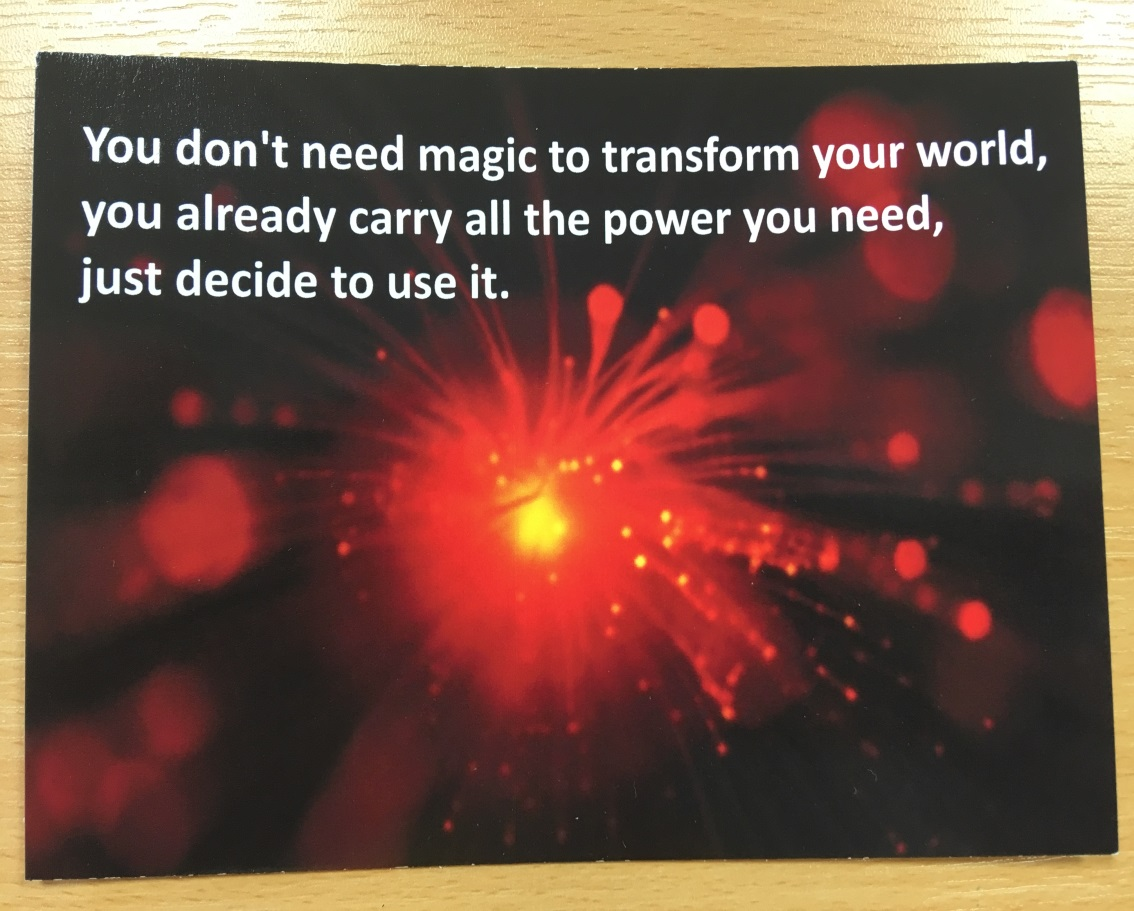 You don't need magic to transform your world,
you already carry all the power you need,
just decide to use it.